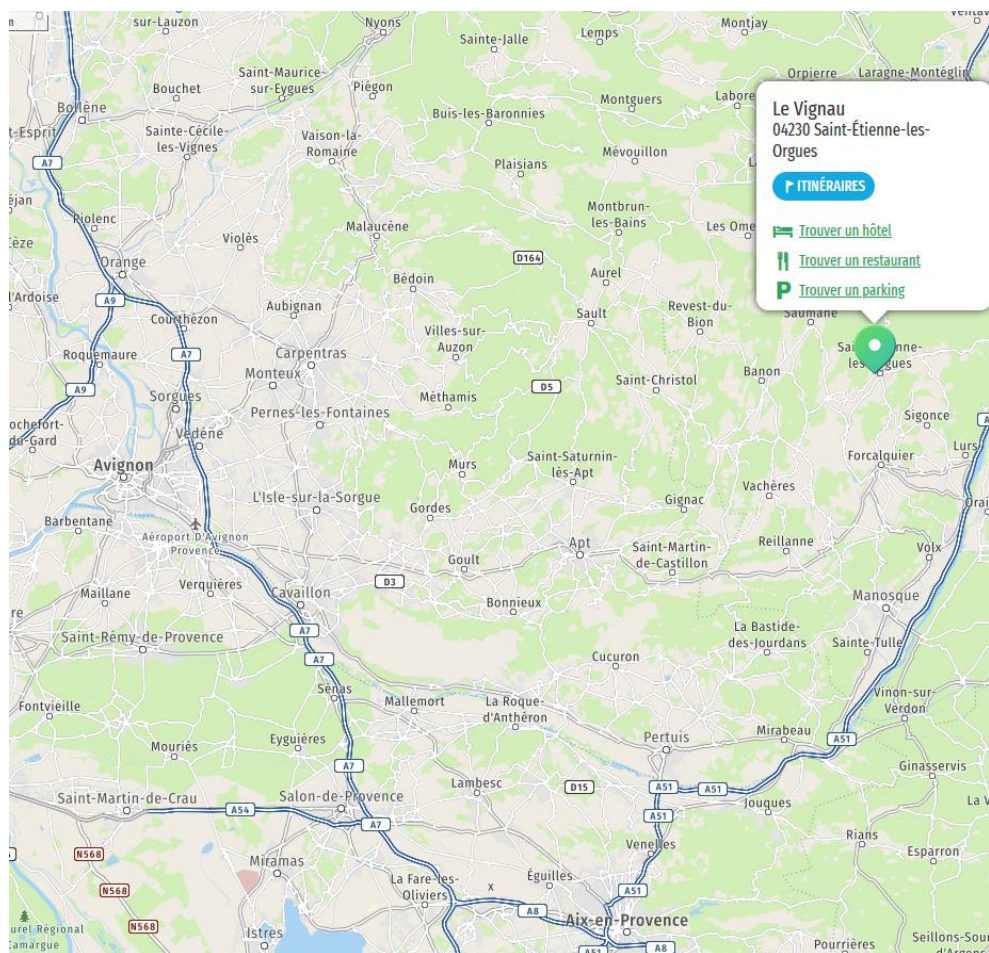 sur-Lauzon
Nyons
Sainte-Jalle
Lemps
Montjay
Saint-Maurice-
sur-Eygues
Bouchet
Piégon
Orpierre
Laragne-Montéglin
Bollène
Montguers
Buis-les-Baronnies
Sainte-Cécile-
les-Vignes
Vaison-la-
Romaine
Mévouillon
Plaisians
A7
Le Vignau
04230 Saint-Étienne-les-
Orgues
ITINÉRAIRES
Trouver un hôtel
Trouver un restaurant
Trouver un parking
Piolenc
Violès
Malaucène
Montbrun-
les-Bains
D164
Orange
Bédoin
Aurel
A9
Aubignan
Sault
Revest-du-
Bion
Saumane
Courthézon
Villes-sur-
Auzon
A7
Roquemaure
Carpentras
Monteux
Saint-Christol
Banon
D5
A9
Sorgues
Pernes-les-Fontaines
Méthamis
Sigonce
Vedène
Lurs
Avignon
Murs
Saint-Saturnin-
lès-Apt
Forcalquier
L'Isle-sur-la-Sorgue
Gordes
Gignac
Vachères
Barbentane
Aéroport D'Avignon
Provence
Goult
Apt
Saint-Martin-
de-Castillon
Reillanne
Volx
Maillane
Verquières
Cavaillon
D3
Bonnieux
Manosque
Saint-Rémy-de-Provence
A7
La Bastide-
des-Jourdans
Sainte-Tulle
A7
Cucuron
Sénas
Mallemort
La Roque-
d'Anthéron
Vinon-sur-
Verdon
Fontvieille
Mouriès
Eyguières
Pertuis
Mirabeau
A51
A7
Ginasservis
Lambesc
D15
A51
A51
Saint-Martin-de-Crau
A54
Salon-de-Provence
A7
Jouques
A51
Rians
Venelles
N568
Miramas
Esparron
N568
La Fare-les-
Oliviers
x
Éguilles
A51
A8
Aix-en-Provence
N568
Istres
A51
A8
Pourrières
Seillons-Sou